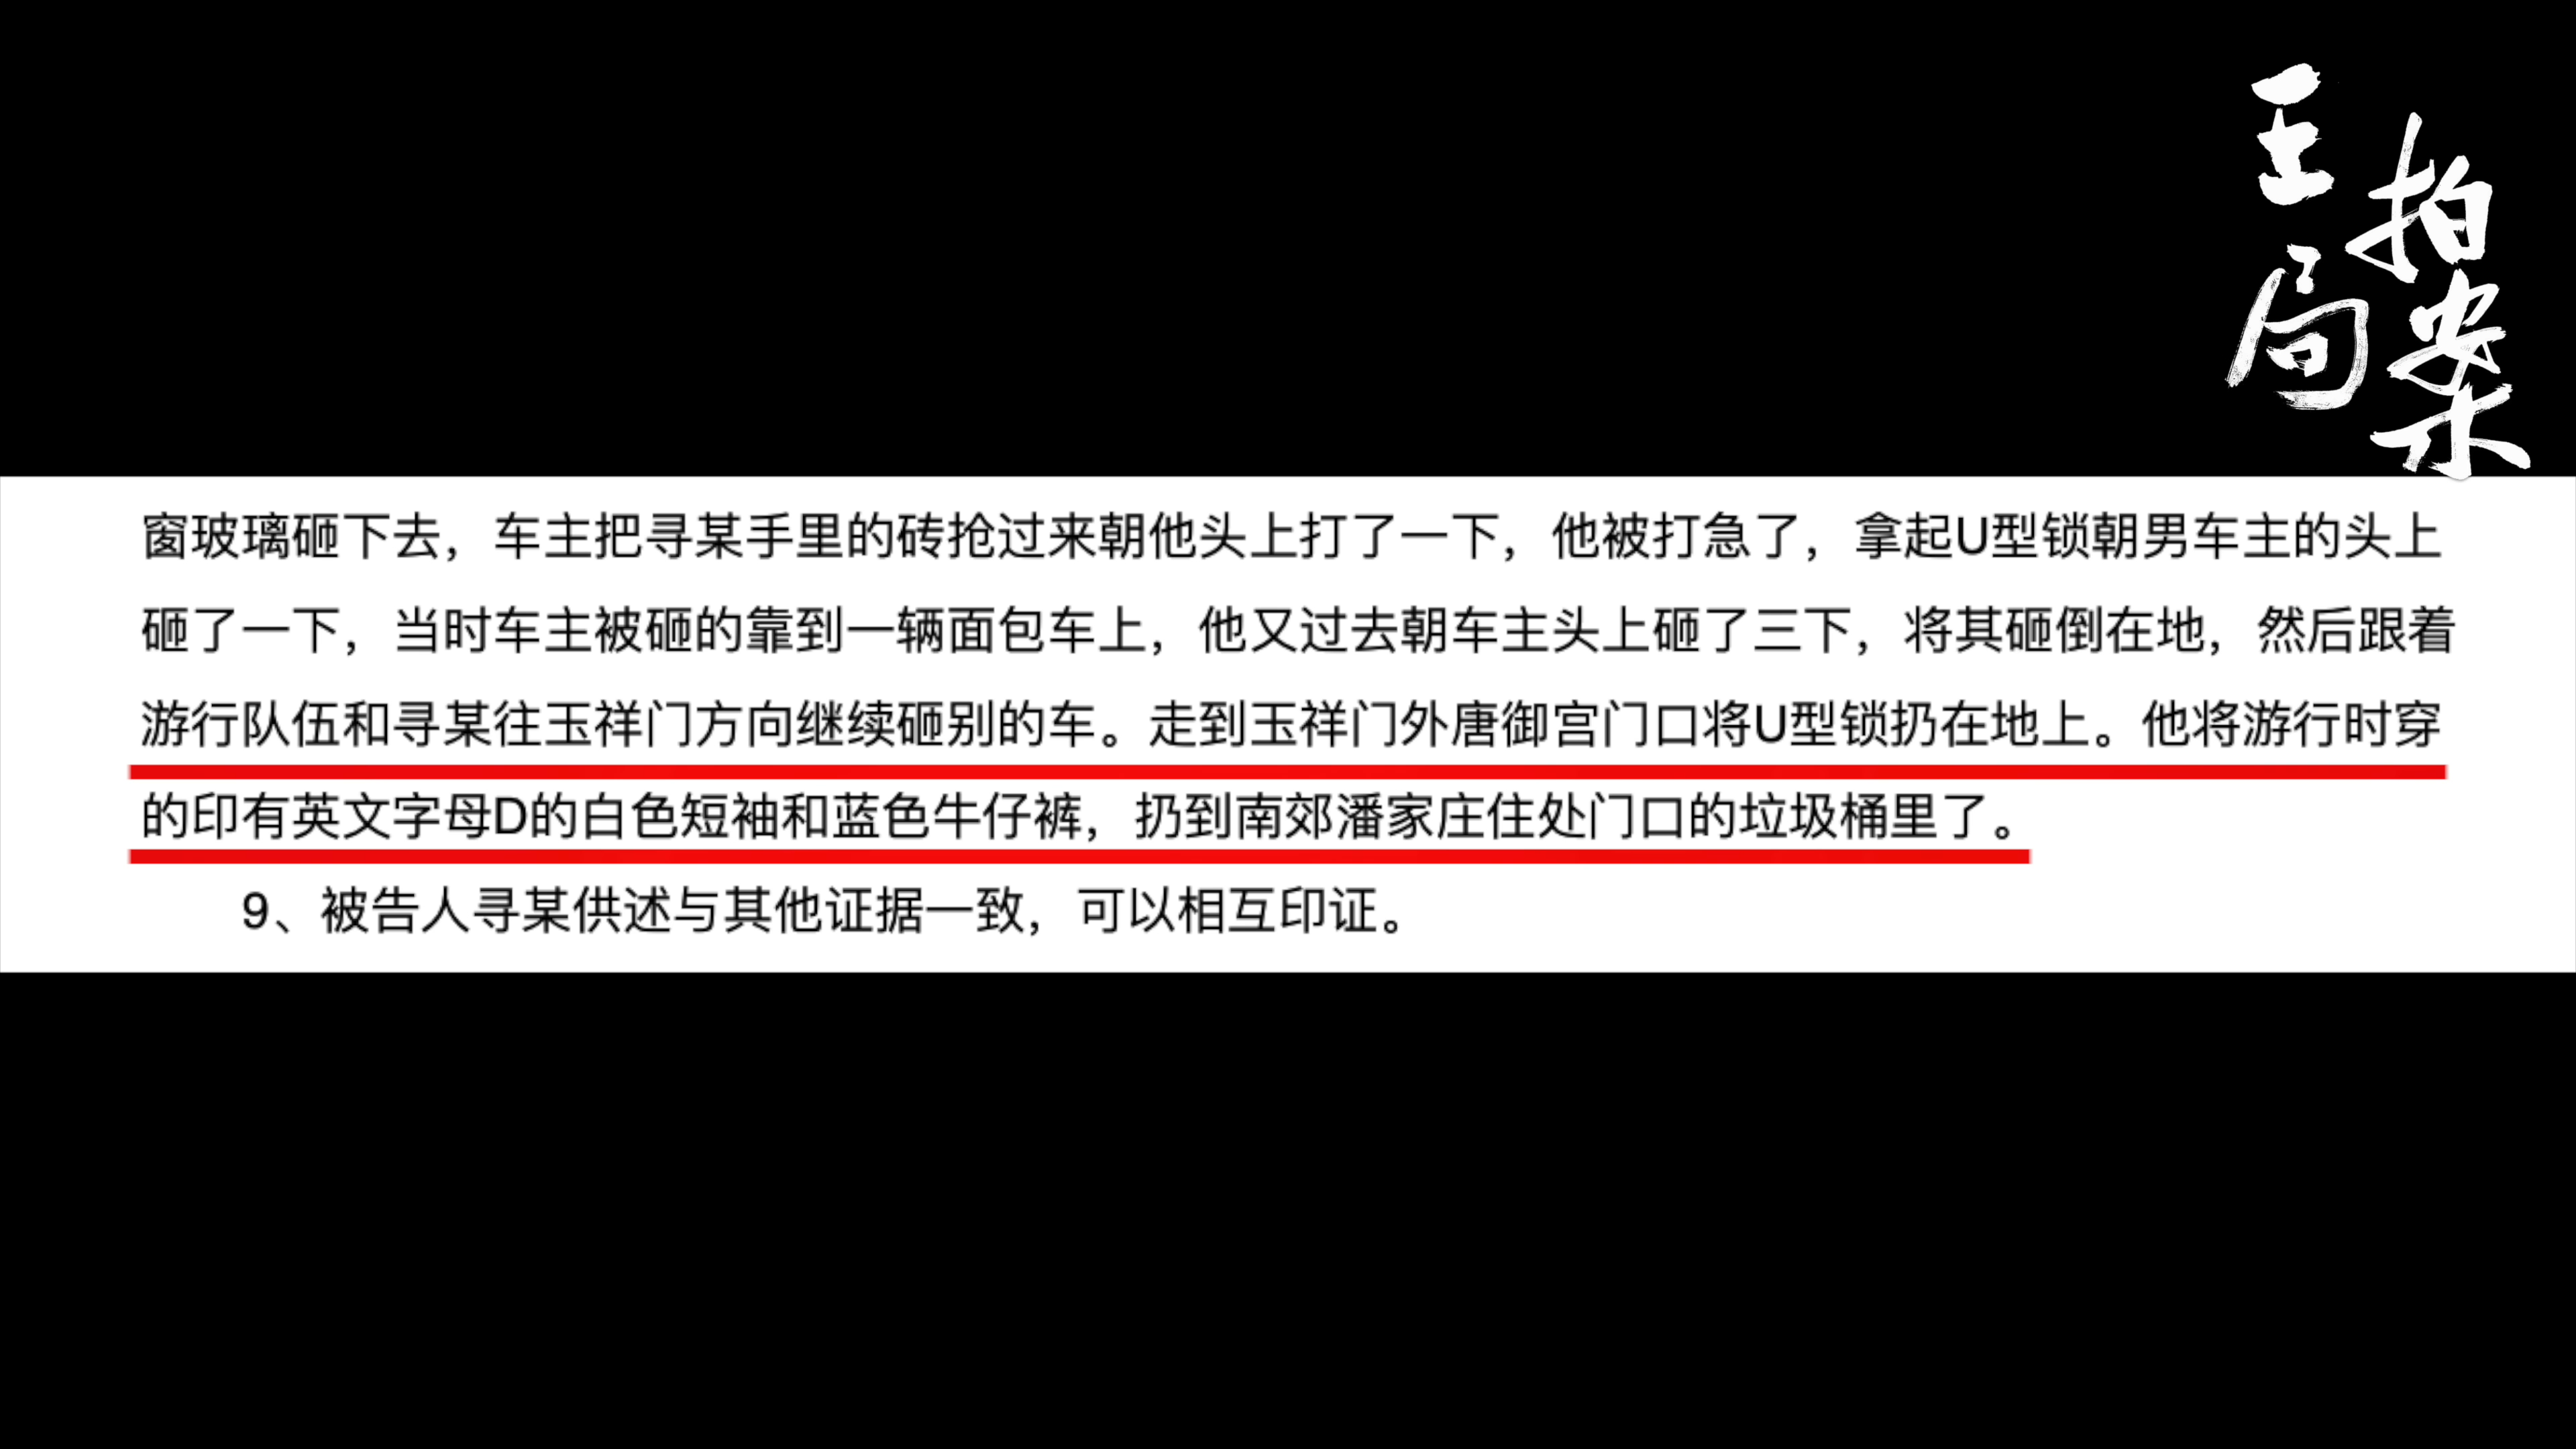 王局拍案
窗玻璃砸下去，车主把寻某手里的砖抢过来朝他头上打了一下，他被打急了，拿起U型锁朝男车主的头上
砸了一下，当时车主被砸的靠到一辆面包车上，他又过去朝车主头上砸了三下，将其砸倒在地，然后跟着
游行队伍和寻某往玉祥门方向继续砸别的车。走到玉祥门外唐御宫门口将U型锁扔在地上。他将游行时穿
的印有英文字母D的白色短袖和蓝色牛仔裤，扔到南郊潘家庄住处门口的垃圾桶里了。
9、被告人寻某供述与其他证据一致，可以相互印证。